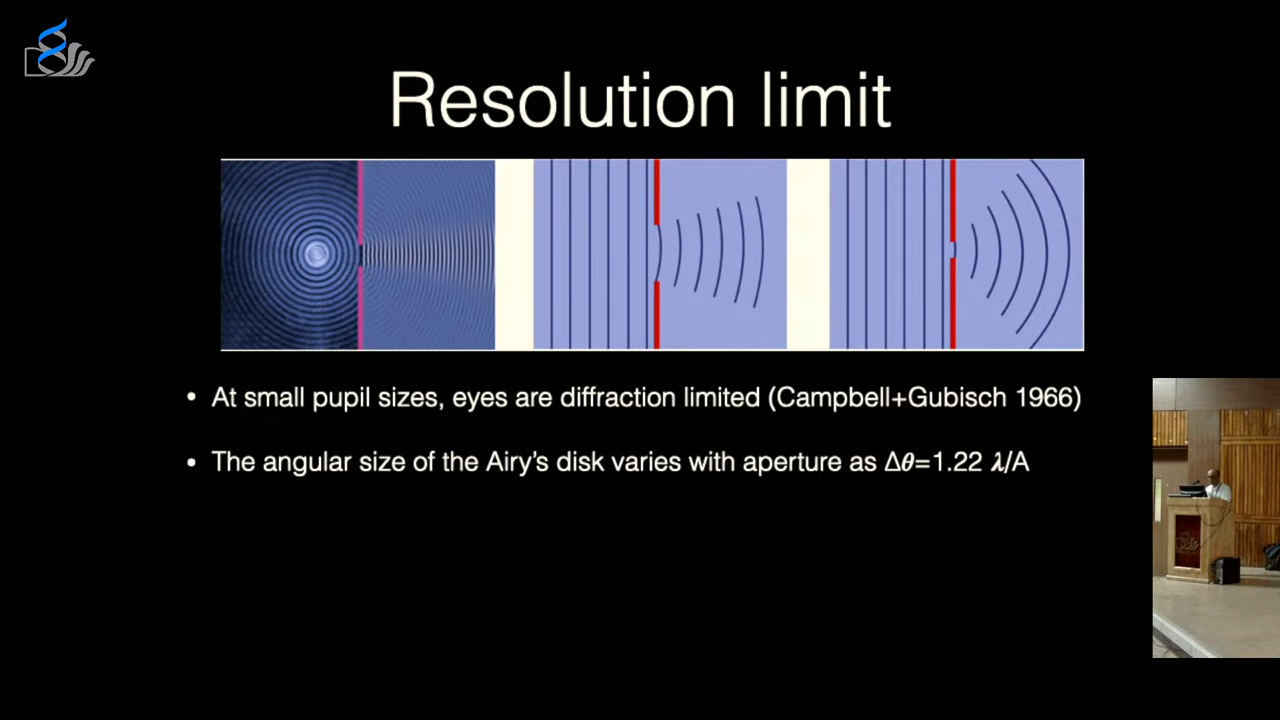 Resolution limit
• At small pupil sizes, eyes are diffraction limited (Campbell+Gubisch 1966)
• The angular size of the Airy's disk varies with aperture as Δθ=1.22 λ/A